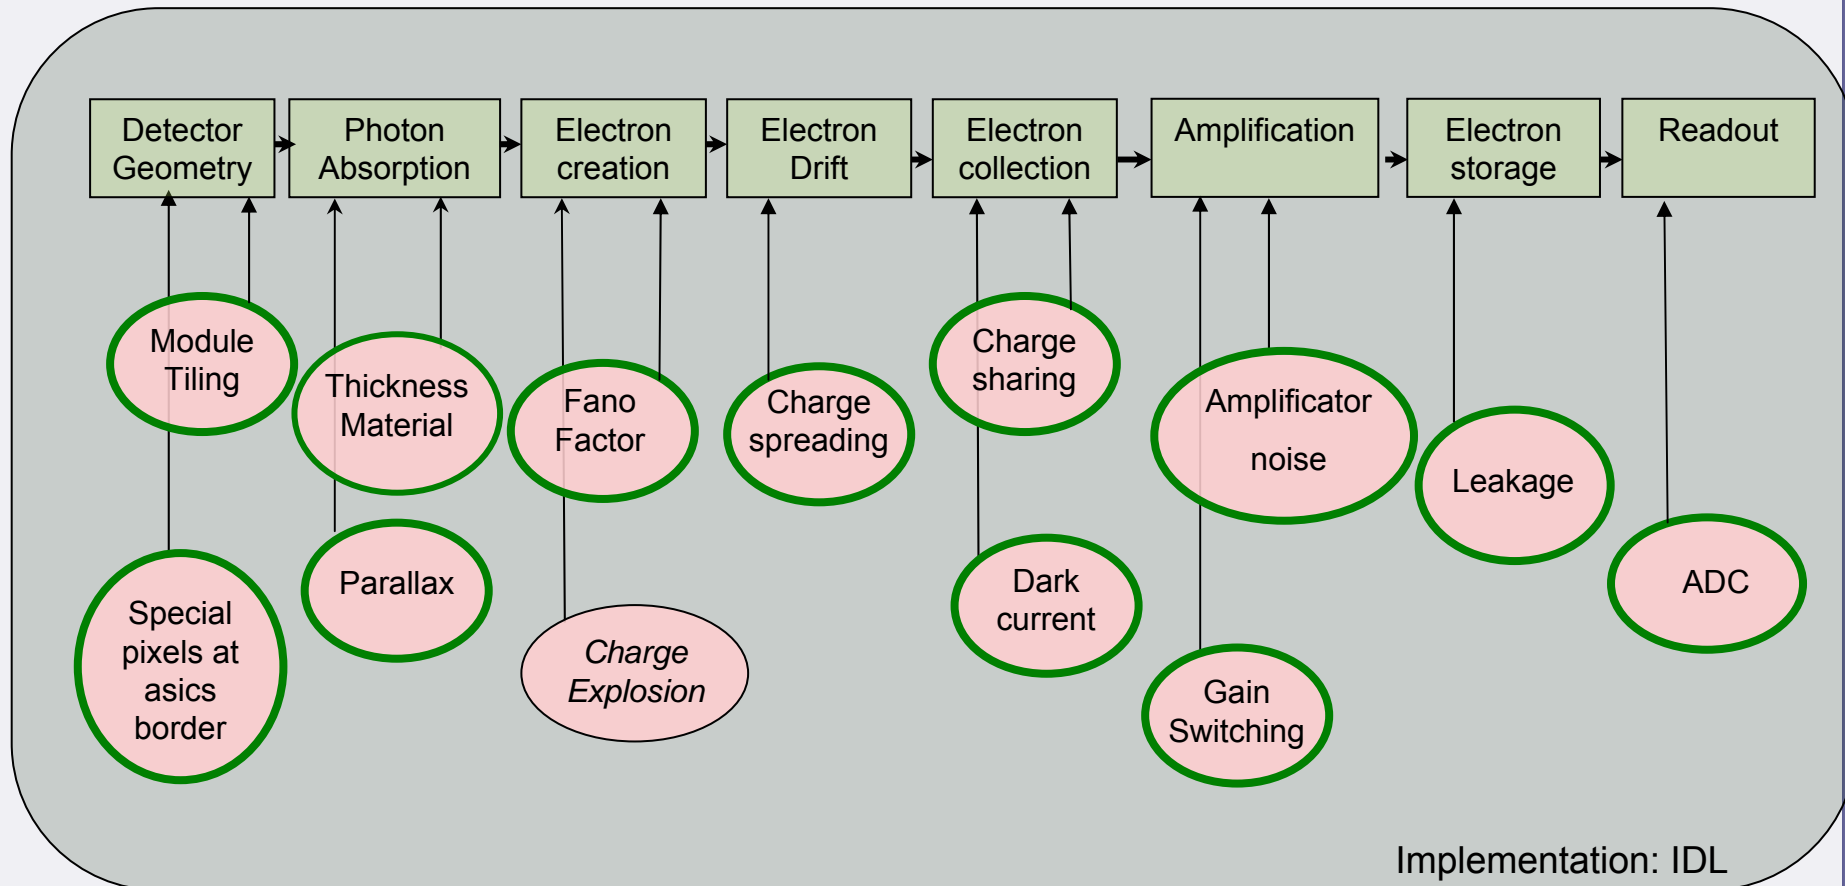 Detector
Geometry
Photon
Absorption
Electron
creation
Electron
Drift
Electron
collection
Amplification
Electron
storage
Readout
Module
Tiling
Thickness
Material
Fano
Factor
Charge
spreading
Charge
sharing
Amplificator
noise
Leakage
ADC
Special
pixels at
asics
border
Parallax
Charge
Explosion
Dark
current
Gain
Switching
Implementation: IDL